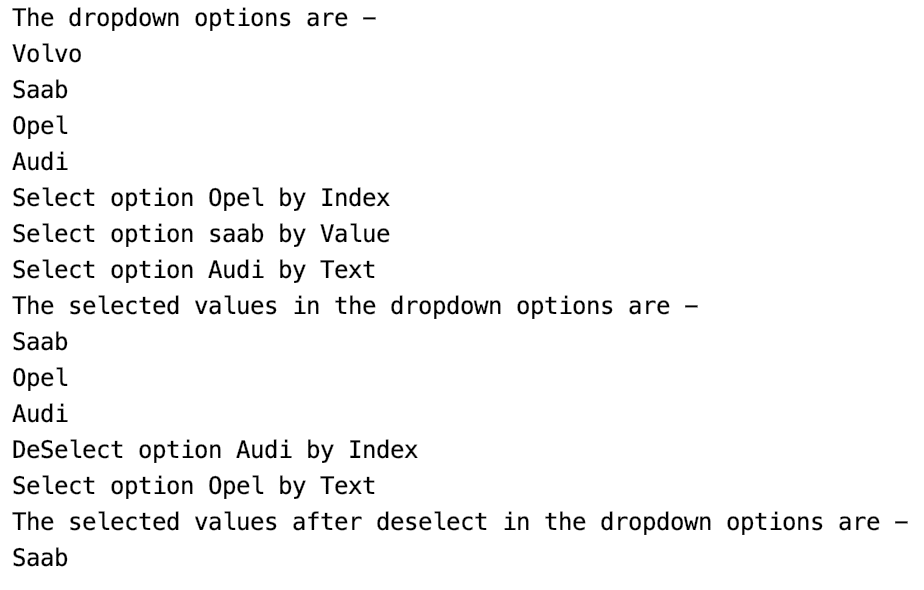 The dropdown options are –
Volvo
Saab
Opel
Audi
Select option Opel by Index
Select option saab by Value
Select option Audi by Text
The selected values in the dropdown options are –
Saab
Opel
Audi
DeSelect option Audi by Index
Select option Opel by Text
The selected values after deselect in the dropdown options are –
Saab